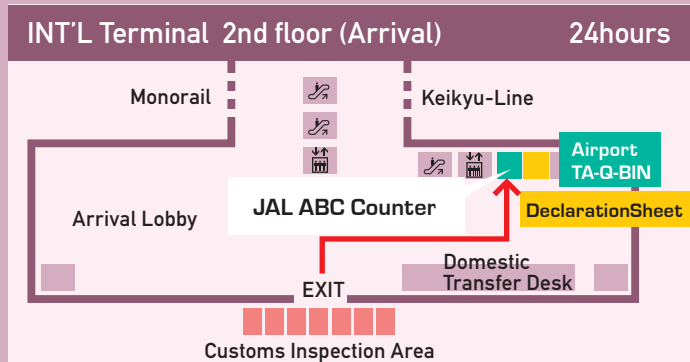 INT'L Terminal 2nd floor (Arrival) 24hours
Monorail
Keikyu-Line
Airport
TA-Q-BIN
JAL ABC Counter
DeclarationSheet
Arrival Lobby
Domestic
Transfer Desk
EXIT
Customs Inspection Area